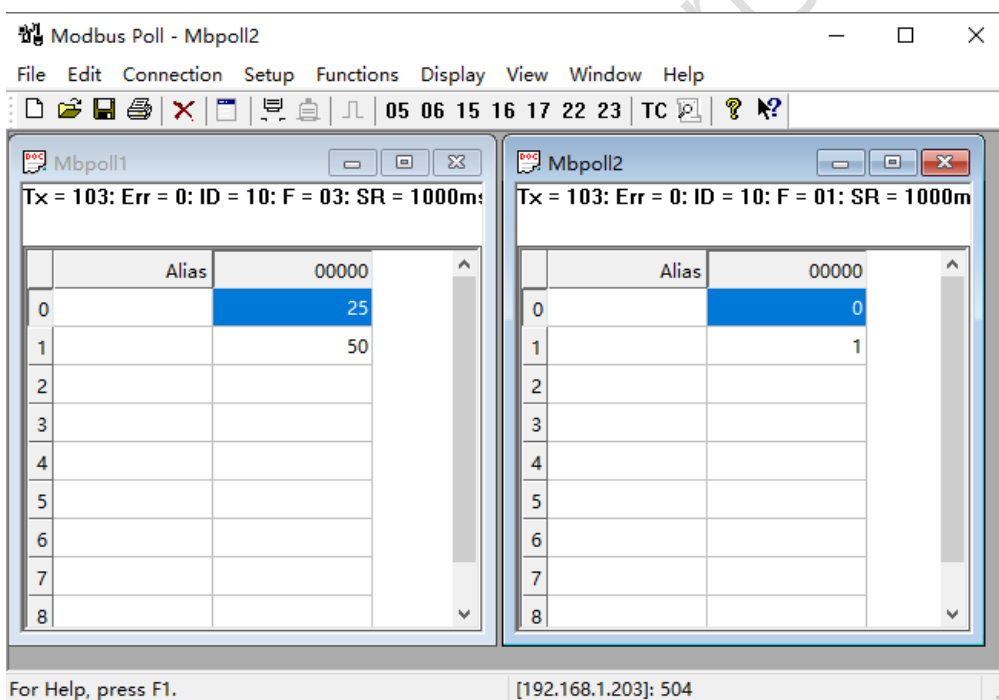 Modbus Poll - Mbpoll2
File Edit Connection Setup Functions Display View Window Help
05 06 15 16 17 22 23 TC
Mbpoll1
Tx = 103: Err = 0: ID = 10: F = 03: SR = 1000ms
Alias 00000
0 25
1 50
2
3
4
5
6
7
8
Mbpoll2
Tx = 103: Err = 0: ID = 10: F = 01: SR = 1000m
Alias 00000
0 0
1 1
2
3
4
5
6
7
8
For Help, press F1.
[192.168.1.203]: 504